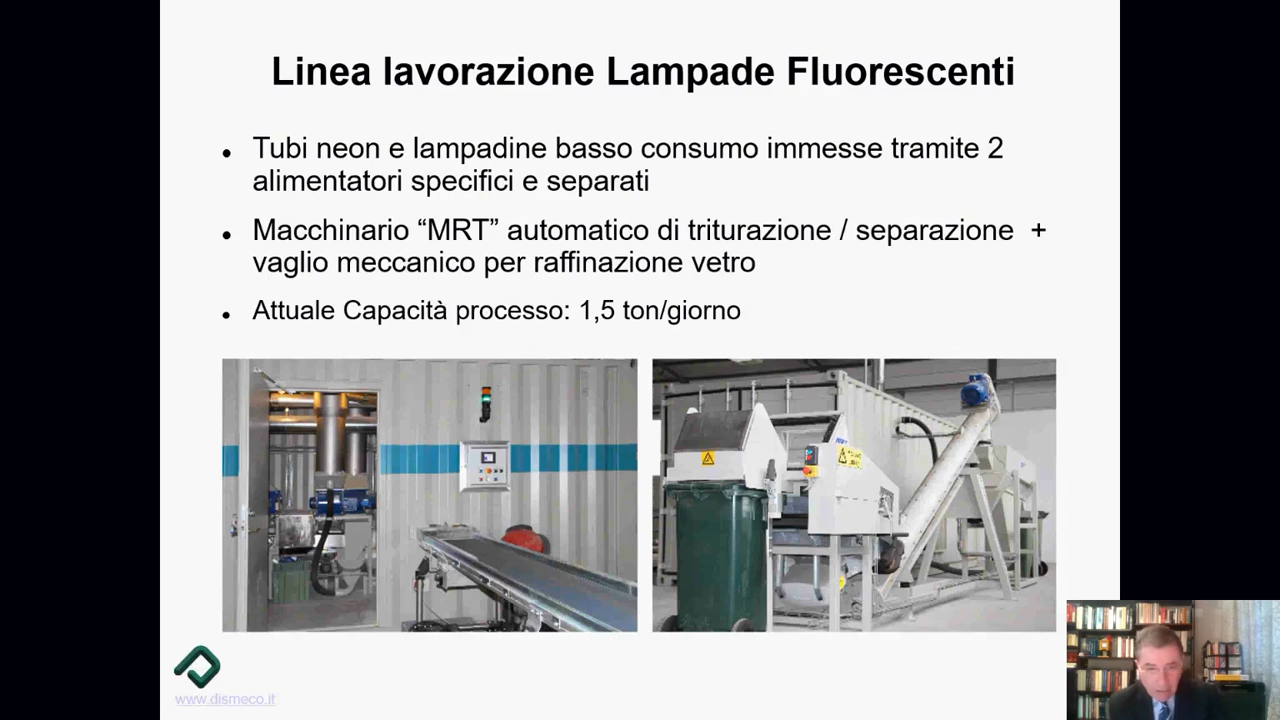 Linea lavorazione Lampade Fluorescenti
Tubi neon e lampadine basso consumo immesse tramite 2
alimentatori specifici e separati
Macchinario “MRT” automatico di triturazione / separazione +
vaglio meccanico per raffinazione vetro
Attuale Capacità processo: 1,5 ton/giorno
www.dismeco.it